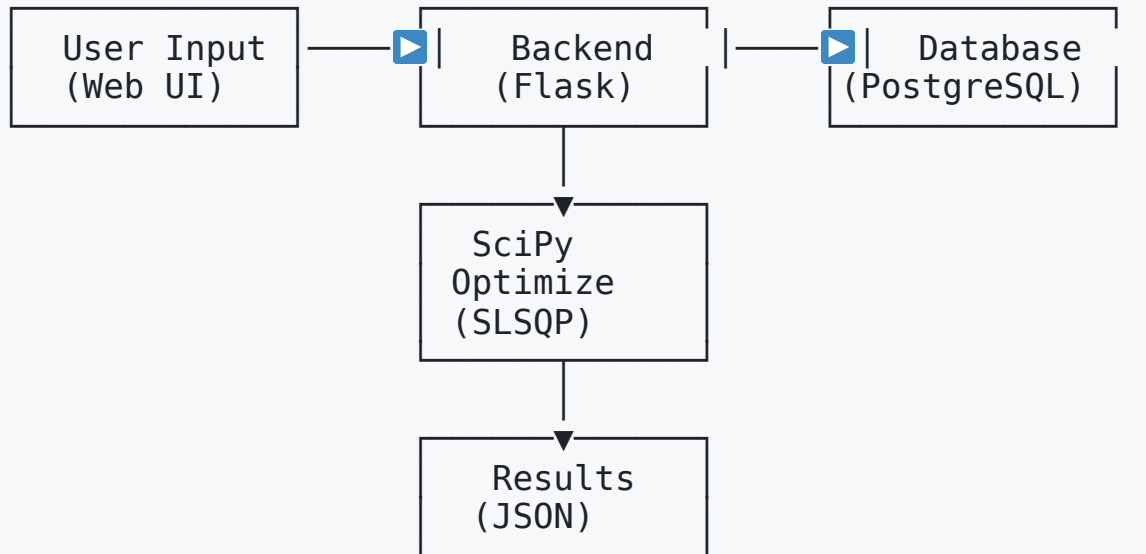 User Input
(Web UI)
Backend
(Flask)
Database
(PostgreSQL)
SciPy
Optimize
(SLSQP)
Results
(JSON)